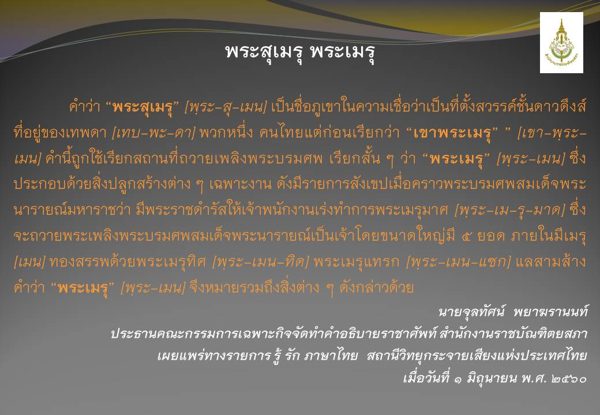 พระสุเมรุ พระเมรุ
คำว่า “พระสุเมรุ” [พฺระ-สุ-เมน] เป็นชื่อภูเขาในความเชื่อว่าเป็นที่ตั้งสวรรค์ชั้นดาวดึงส์
ที่อยู่ของเทพดา [เทบ-พะ-ดา] พวกหนึ่ง คนไทยแต่ก่อนเรียกว่า “เขาพระเมรุ” ” [เขา-พฺระ-
เมน] คำนี้ถูกใช้เรียกสถานที่ถวายเพลิงพระบรมศพ เรียกสั้น ๆ ว่า “พระเมรุ” [พฺระ-เมน] ซึ่ง
ประกอบด้วยสิ่งปลูกสร้างต่าง ๆ เฉพาะงาน ดังมีรายการสังเขปเมื่อคราวพระบรมศพสมเด็จพระ
นารายณ์มหาราชว่า มีพระราชดำรัสให้เจ้าพนักงานเร่งทำการพระเมรุมาศ [พฺระ-เม-รุ-มาด] ซึ่ง
จะถวายพระเพลิงพระบรมศพสมเด็จพระนารายณ์เป็นเจ้าโดยขนาดใหญ่มี ๕ ยอด ภายในมีเมรุ
[เมน] ทองสรรพด้วยพระเมรุทิศ [พฺระ-เมน-ทิด] พระเมรุแทรก [พฺระ-เมน-แซก] แลสามส้าง
คำว่า “พระเมรุ” [พฺระ-เมน] จึงหมายรวมถึงสิ่งต่าง ๆ ดังกล่าวด้วย
นายจุลทัศน์ พยาฆรานนท์
ประธานคณะกรรมการเฉพาะกิจจัดทำคำอธิบายราชาศัพท์ สำนักงานราชบัณฑิตยสภา
เผยแพร่ทางรายการ รู้ รัก ภาษาไทย สถานีวิทยุกระจายเสียงแห่งประเทศไทย
เมื่อวันที่ ๑ มิถุนายน พ.ศ. ๒๕๖๐